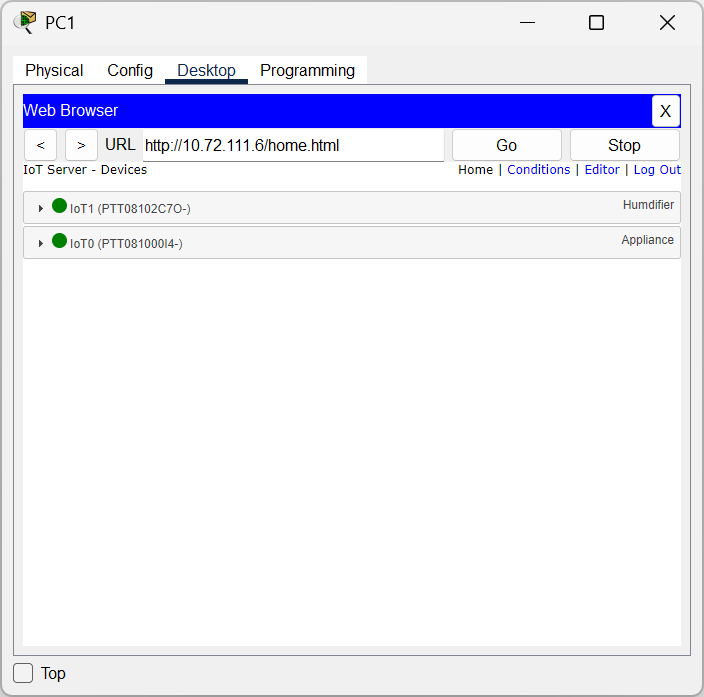 PC1
Physical Config Desktop Programming
Web Browser X
< > URL http://10.72.111.6/home.html Go Stop
IoT Server - Devices Home | Conditions | Editor | Log Out
IoT1 (PTT08102C7O-) Humdifier
IoT0 (PTT081000I4-) Appliance
Top